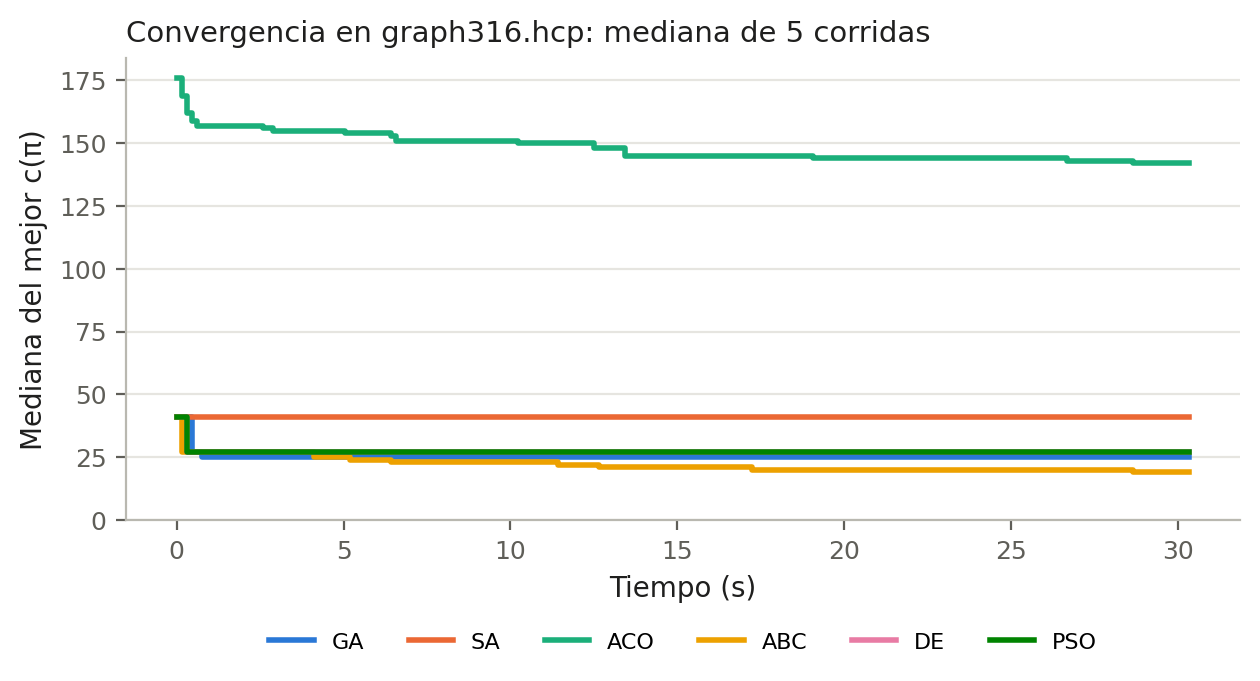 Convergencia en graph316.hcp: mediana de 5 corridas
Mediana del mejor c(π)
175
150
125
100
75
50
25
0
0 5 10 15 20 25 30
Tiempo (s)
GA SA ACO ABC DE PSO